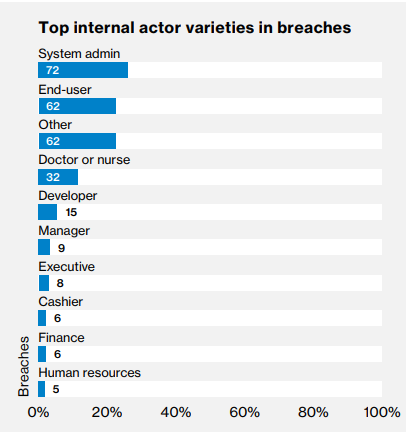 Top internal actor varieties in breaches
System admin
72
End-user
62
Other
62
Doctor or nurse
32
Developer
15
Manager
9
Executive
8
Cashier
6
Finance
6
Human resources
5
Breaches
0% 20% 40% 60% 80% 100%